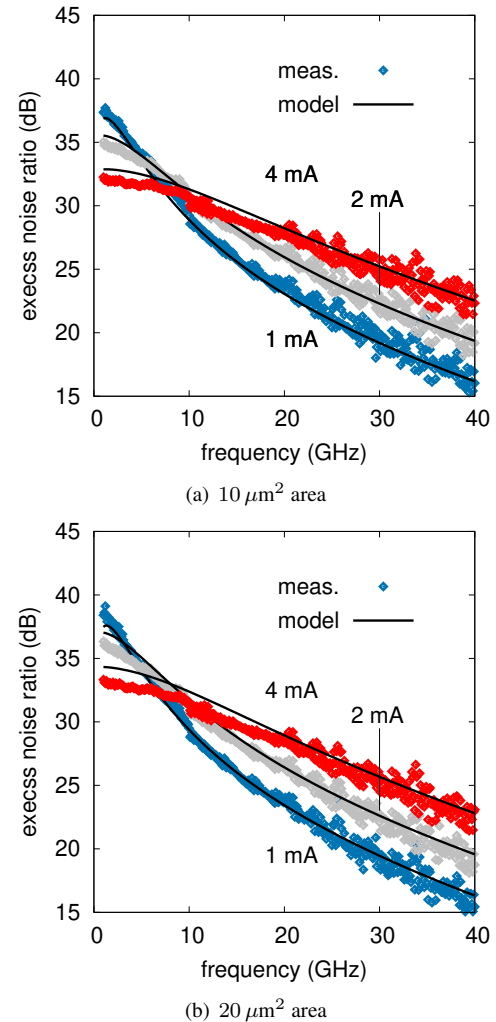 45
40
35
30
25
20
15
0
10
20
30
40
execss noise ratio (dB)
frequency (GHz)
meas.
model
4 mA
2 mA
1 mA
(a) 10 μm² area
45
40
35
30
25
20
15
0
10
20
30
40
execss noise ratio (dB)
frequency (GHz)
meas.
model
4 mA
2 mA
1 mA
(b) 20 μm² area